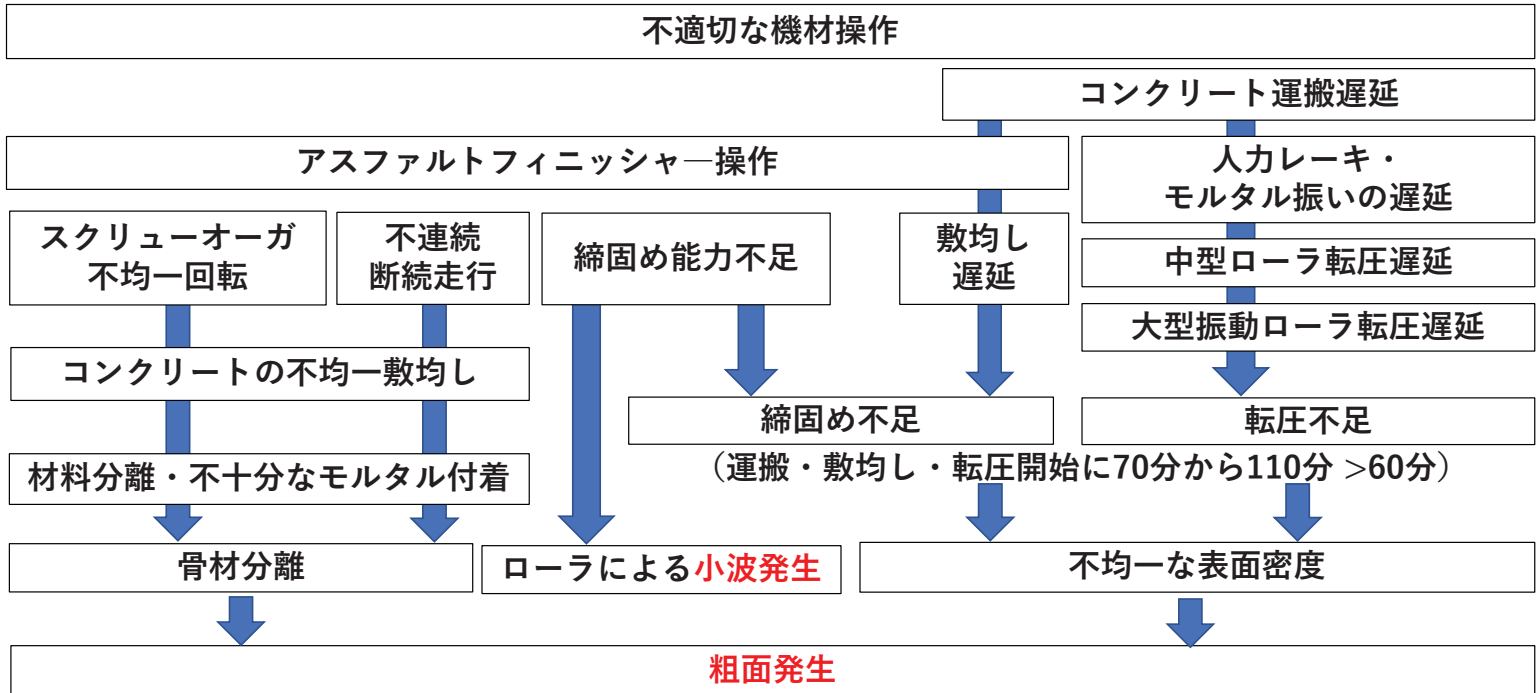 不適切な機材操作
コンクリート運搬遅延
アスファルトフィニッシャ―操作
人力レーキ・
モルタル振いの遅延
スクリューオーガ
不均一回転
不連続
断続走行
締固め能力不足
敷均し
遅延
中型ローラ転圧遅延
大型振動ローラ転圧遅延
コンクリートの不均一敷均し
締固め不足
転圧不足
（運搬・敷均し・転圧開始に70分から110分 >60分）
材料分離・不十分なモルタル付着
骨材分離
ローラによる小波発生
不均一な表面密度
粗面発生